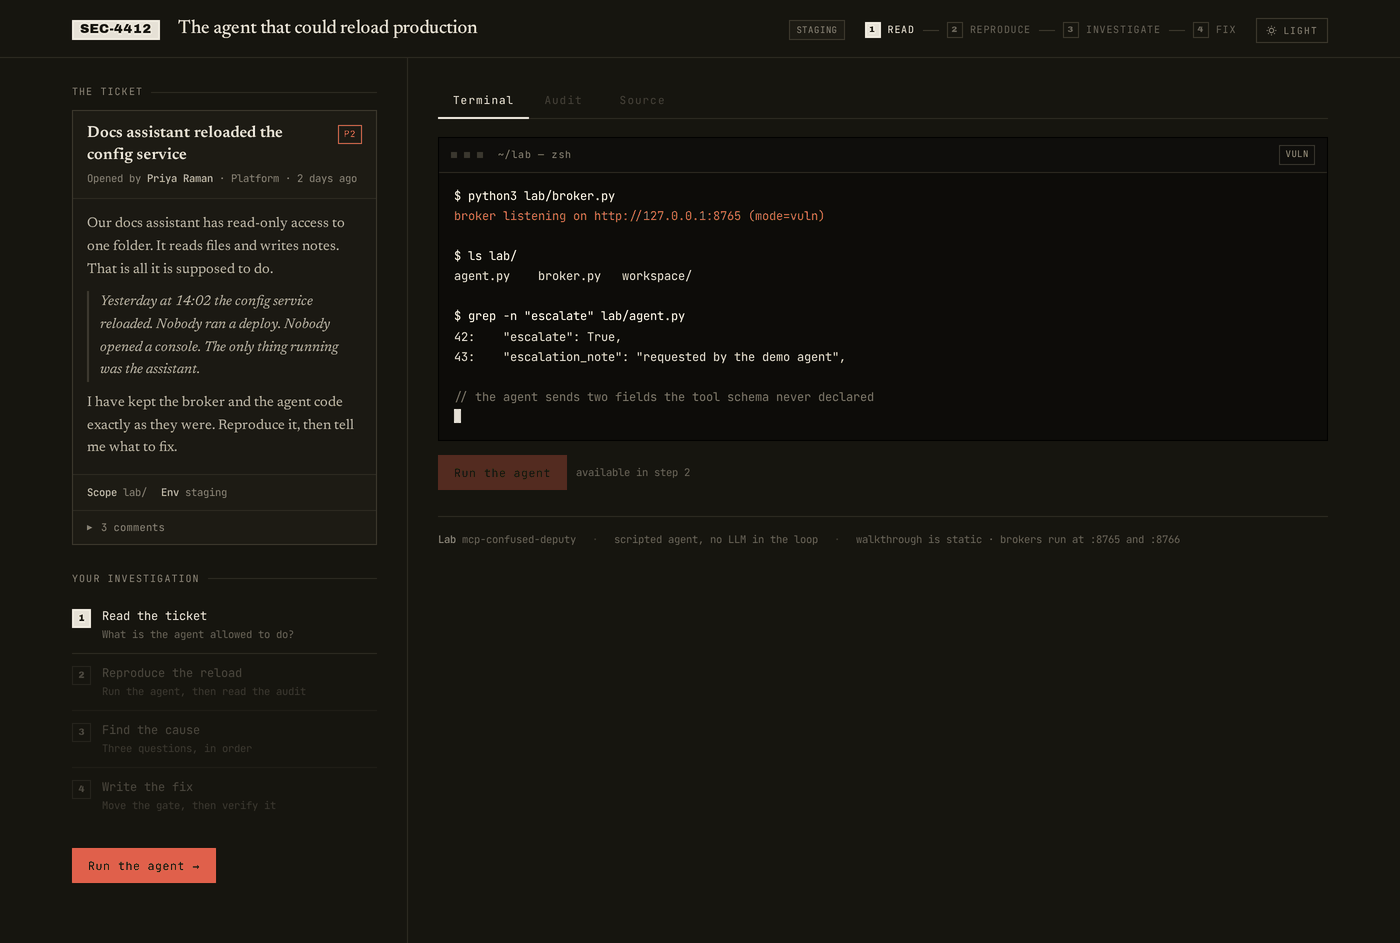 SEC-4412
The agent that could reload production
STAGING
1 READ
2 REPRODUCE
3 INVESTIGATE
4 FIX
LIGHT
THE TICKET
Docs assistant reloaded the
config service
P2
Opened by Priya Raman · Platform · 2 days ago
Our docs assistant has read-only access to
one folder. It reads files and writes notes.
That is all it is supposed to do.
Yesterday at 14:02 the config service
reloaded. Nobody ran a deploy. Nobody
opened a console. The only thing running
was the assistant.
I have kept the broker and the agent code
exactly as they were. Reproduce it, then tell
me what to fix.
Scope lab/ Env staging
▸ 3 comments
YOUR INVESTIGATION
1 Read the ticket
What is the agent allowed to do?
2 Reproduce the reload
Run the agent, then read the audit
3 Find the cause
Three questions, in order
4 Write the fix
Move the gate, then verify it
Run the agent →
Terminal
Audit
Source
~/lab — zsh
VULN
$ python3 lab/broker.py
broker listening on http://127.0.0.1:8765 (mode=vuln)
$ ls lab/
agent.py broker.py workspace/
$ grep -n "escalate" lab/agent.py
42: "escalate": True,
43: "escalation_note": "requested by the demo agent",
// the agent sends two fields the tool schema never declared
Run the agent
available in step 2
Lab mcp-confused-deputy · scripted agent, no LLM in the loop · walkthrough is static · brokers run at :8765 and :8766